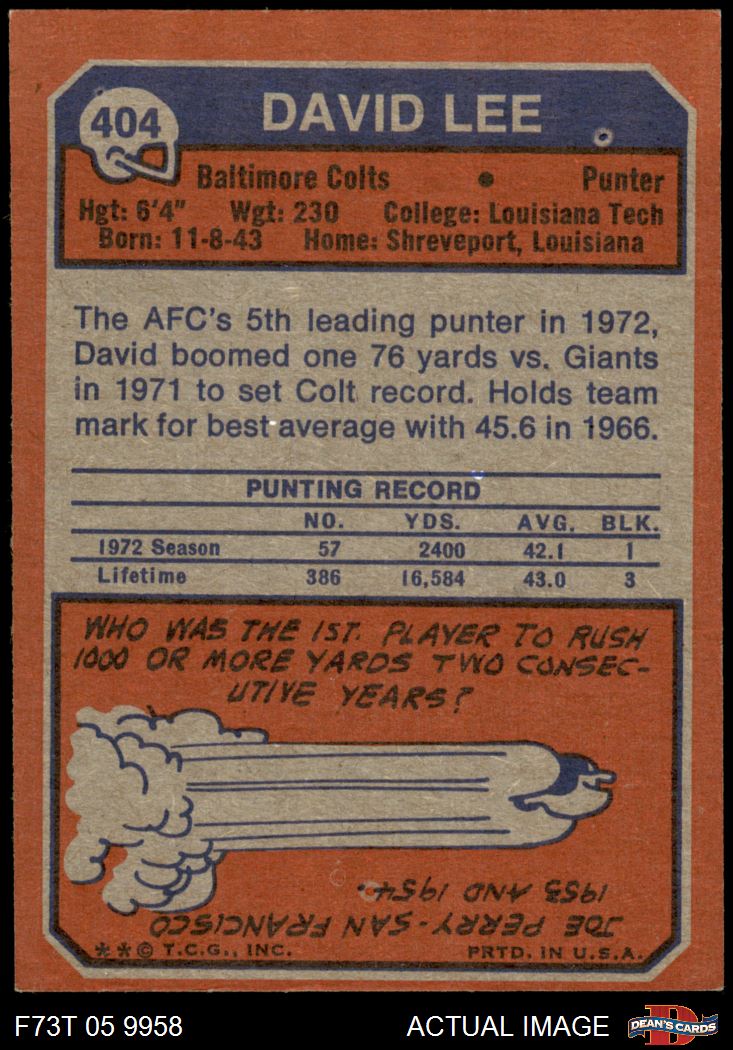 404
DAVID LEE
Baltimore Colts • Punter
Hgt: 6'4" Wgt: 230 College: Louisiana Tech
Born: 11-8-43 Home: Shreveport, Louisiana
The AFC's 5th leading punter in 1972,
David boomed one 76 yards vs. Giants
in 1971 to set Colt record. Holds team
mark for best average with 45.6 in 1966.
PUNTING RECORD
NO. YDS. AVG. BLK.
1972 Season 57 2400 42.1 1
Lifetime 386 16,584 43.0 3
WHO WAS THE 1ST. PLAYER TO RUSH
1000 OR MORE YARDS TWO CONSEC-
UTIVE YEARS?
JOE PERRY-SAN FRANCISCO
1953 AND 1954.
**© T.C.G., INC. PRTD. IN U.S.A.
F73T 05 9958 ACTUAL IMAGE
D
DEAN'S CARDS